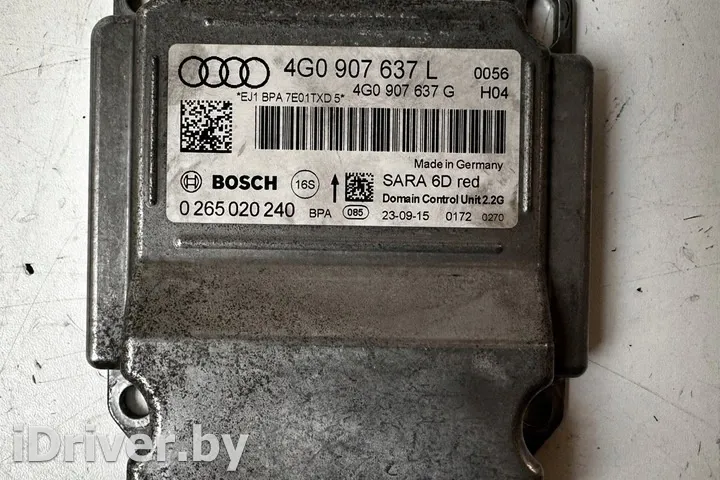 4G0 907 637 L 0056
*EJ1 BPA 7E01TXD 5* 4G0 907 637 G H04
Made in Germany
BOSCH 16S SARA 6D red
Domain Control Unit 2.2G
0 265 020 240 BPA 085 23-09-15 0172 0270
iDriver.by